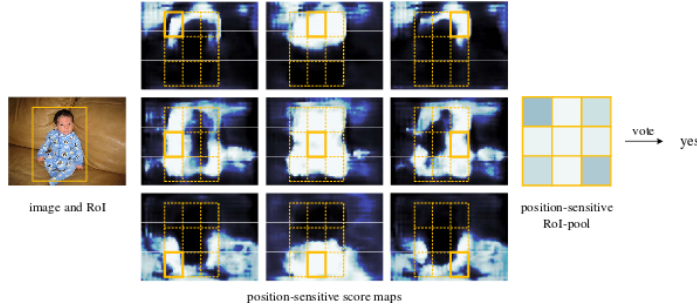 image and RoI
position-sensitive score maps
position-sensitive
RoI-pool
vote
yes